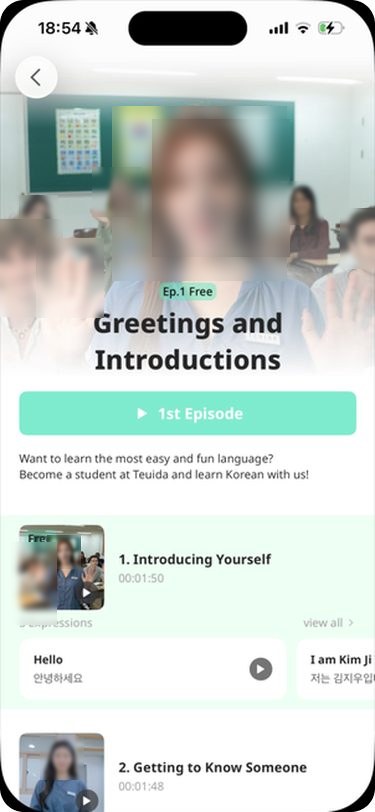 18:54
Ep.1 Free
Greetings and
Introductions
1st Episode
Want to learn the most easy and fun language?
Become a student at Teuida and learn Korean with us!
Free
1. Introducing Yourself
00:01:50
expressions
view all
Hello
안녕하세요
I am Kim Ji
저는 김지우입
2. Getting to Know Someone
00:01:48